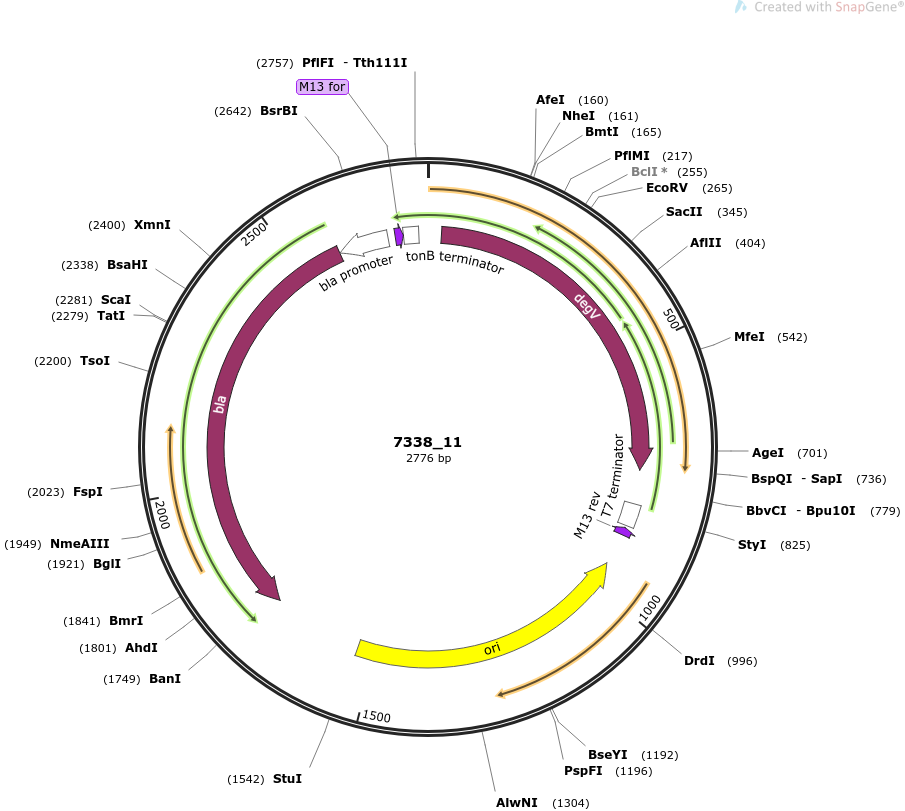 Created with SnapGene®
(2757) PflFI - Tth111I
M13 for
(2642) BsrBI
AfeI (160)
NheI (161)
BmtI (165)
PflMI (217)
BclI * (255)
EcoRV (265)
SacII (345)
AflII (404)
(2400) XmnI
(2338) BsaHI
(2281) ScaI
(2279) TatI
(2200) TsoI
2500
bla promoter
tonB terminator
degV
500
MfeI (542)
bla
7338_11
2776 bp
AgeI (701)
BspQI - SapI (736)
BbvCI - Bpu10I (779)
StyI (825)
T7 terminator
M13 rev
(2023) FspI
2000
(1949) NmeAIII
(1921) BglI
(1841) BmrI
(1801) AhdI
(1749) BanI
1000
ori
DrdI (996)
1500
(1542) StuI
BseYI (1192)
PspFI (1196)
AlwNI (1304)